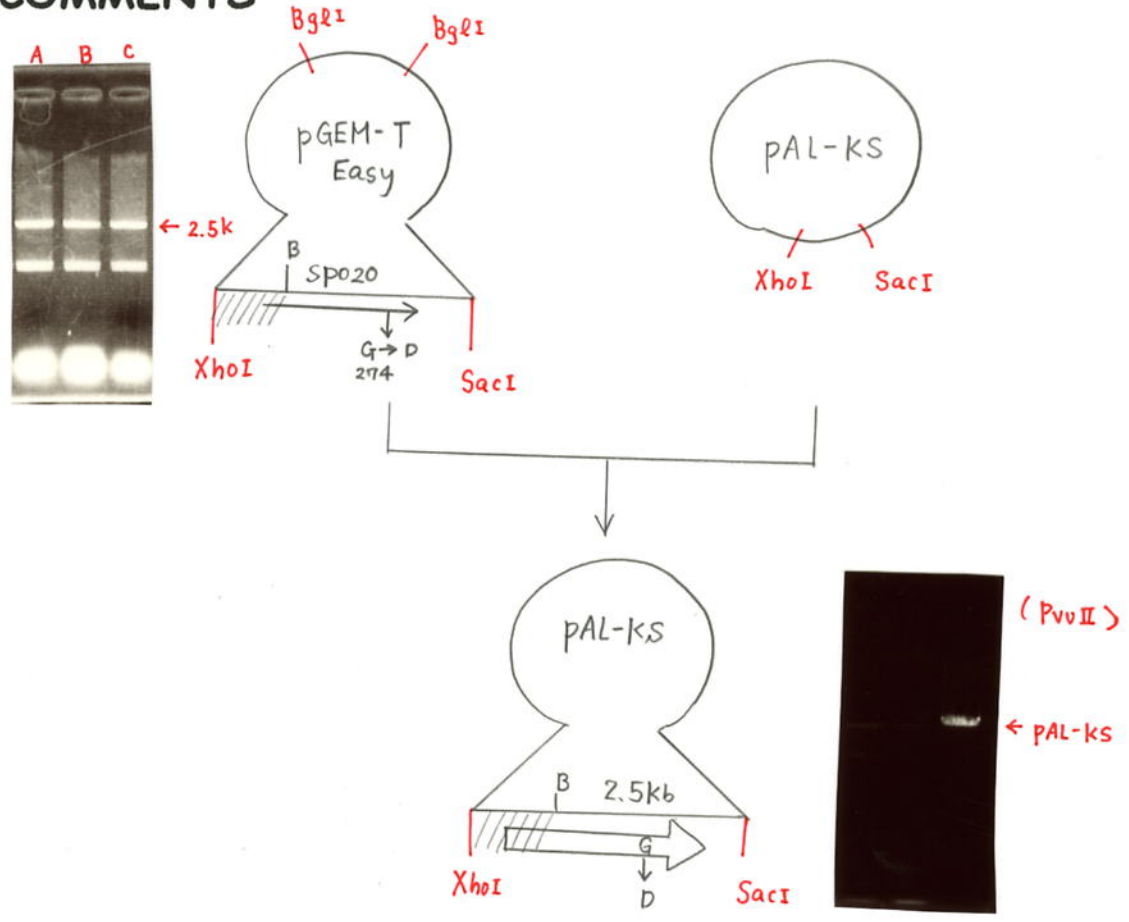 COMMENTS
A B C
← 2.5k
BglI
BglI
pGEM-T
Easy
B
Spo20
G→D
274
XhoI
SacI
pAL-KS
XhoI
SacI
pAL-KS
B
2.5Kb
G
D
XhoI
SacI
(PvuII)
← pAL-KS